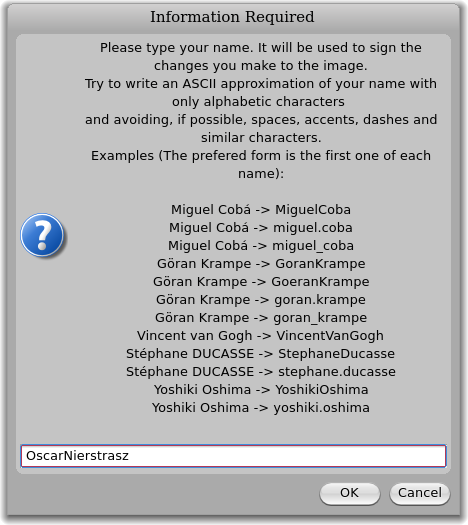 Information Required
Please type your name. It will be used to sign the
changes you make to the image.
Try to write an ASCII approximation of your name with
only alphabetic characters
and avoiding, if possible, spaces, accents, dashes and
similar characters.
Examples (The prefered form is the first one of each
name):
Miguel Cobá -> MiguelCoba
Miguel Cobá -> miguel.coba
Miguel Cobá -> miguel_coba
Göran Krampe -> GoranKrampe
Göran Krampe -> GoeranKrampe
Göran Krampe -> goran.krampe
Göran Krampe -> goran_krampe
Vincent van Gogh -> VincentVanGogh
Stéphane DUCASSE -> StephaneDucasse
Stéphane DUCASSE -> stephane.ducasse
Yoshiki Oshima -> YoshikiOshima
Yoshiki Oshima -> yoshiki.oshima
?
OscarNierstrasz
OK Cancel